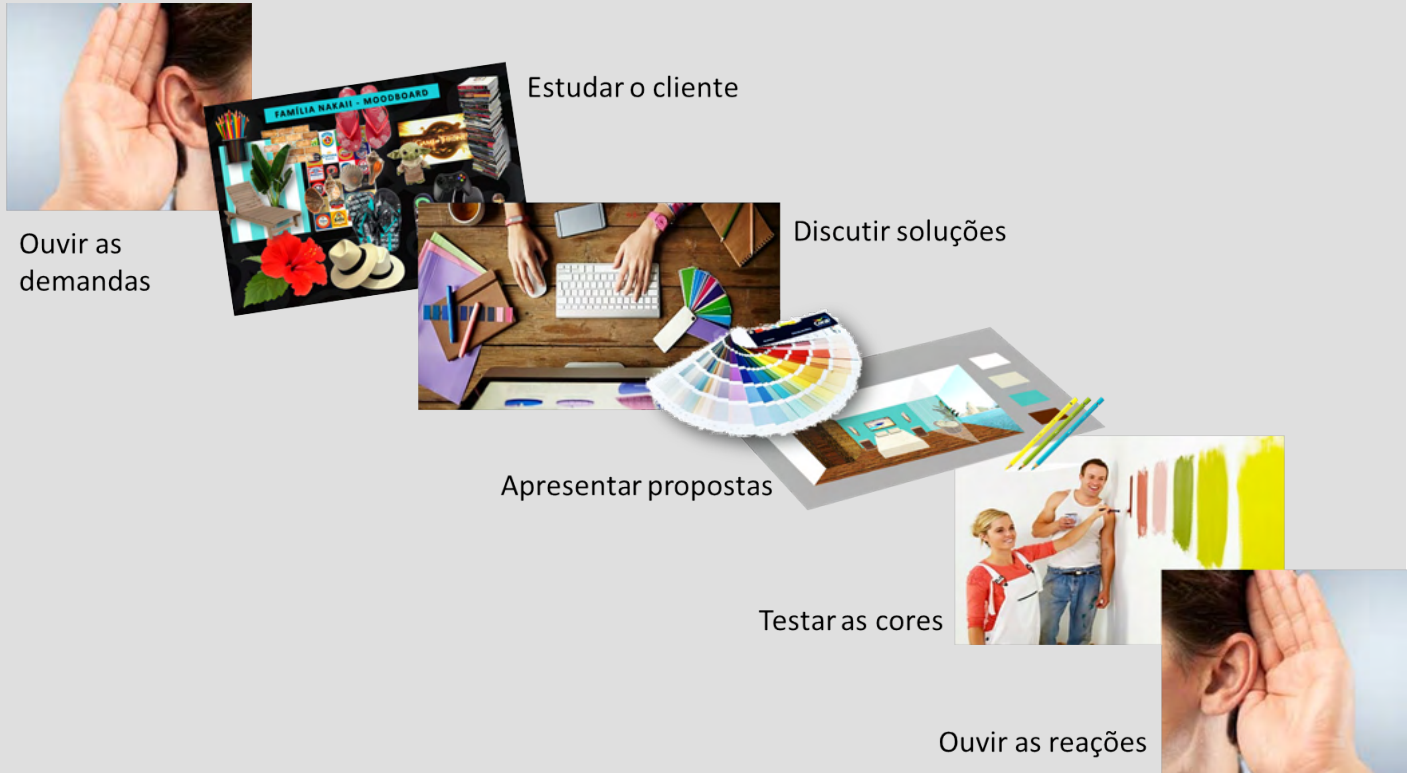 Estudar o cliente
FAMÍLIA NAKAII - MOODBOARD
Ouvir as
demandas
Discutir soluções
Apresentar propostas
Testar as cores
Ouvir as reações